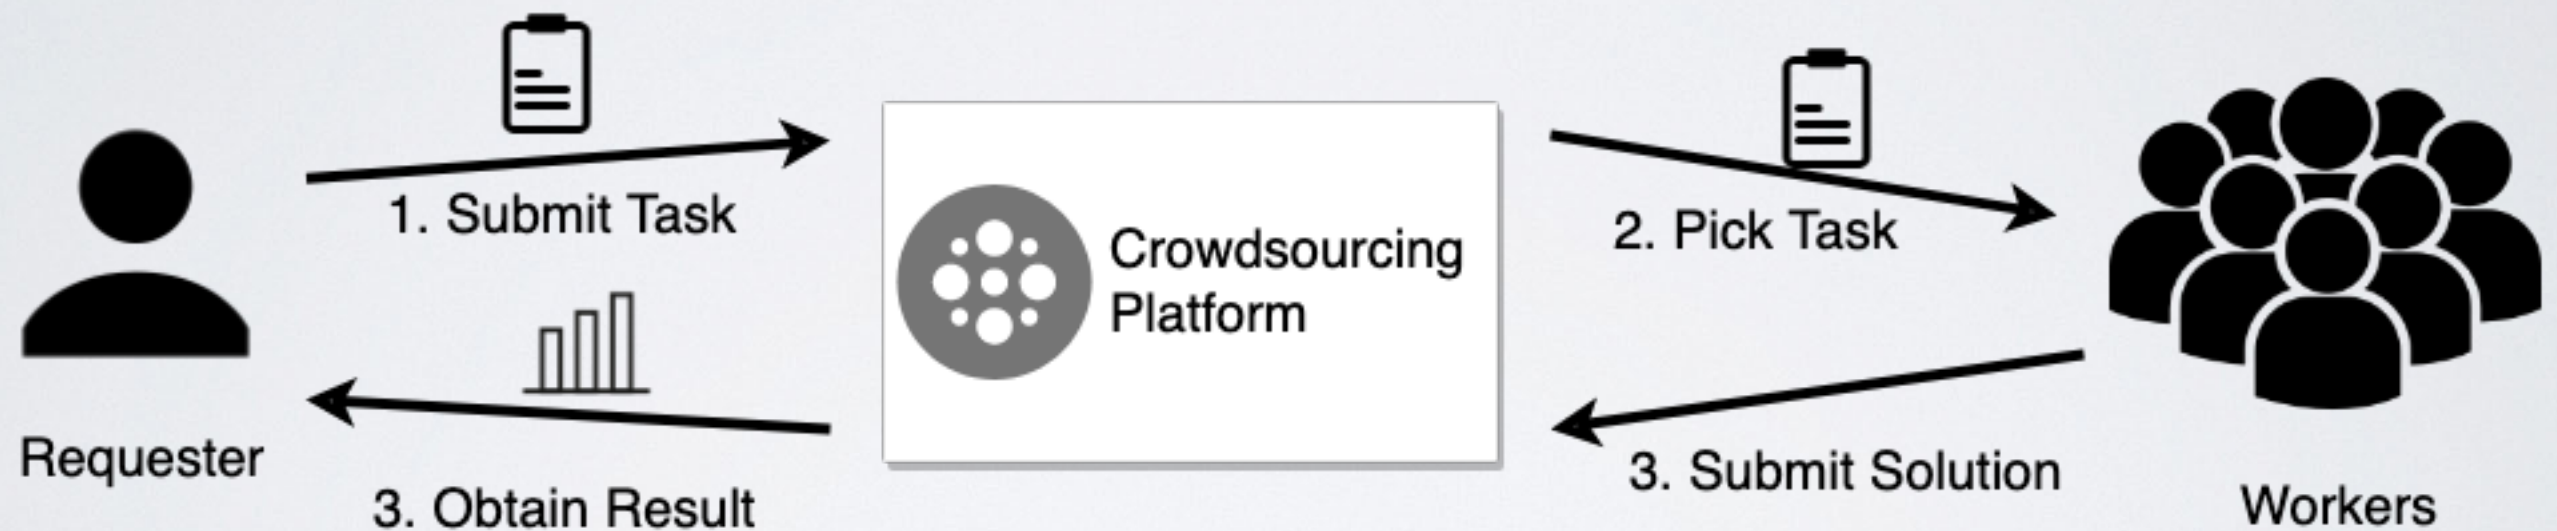 1. Submit Task
2. Pick Task
Crowdsourcing
Platform
Requester
3. Obtain Result
3. Submit Solution
Workers